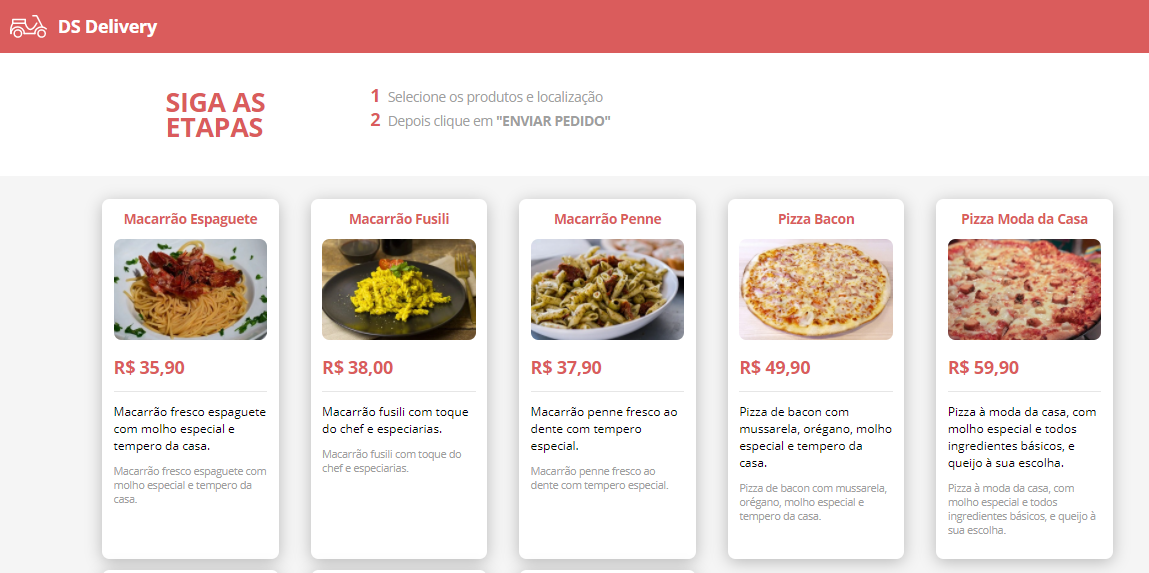 DS Delivery
SIGA AS
ETAPAS
1 Selecione os produtos e localização
2 Depois clique em "ENVIAR PEDIDO"
Macarrão Espaguete
R$ 35,90
Macarrão fresco espaguete
com molho especial e
tempero da casa.
Macarrão fresco espaguete com
molho especial e tempero da
casa.
Macarrão Fusili
R$ 38,00
Macarrão fusili com toque
do chef e especiarias.
Macarrão fusili com toque do
chef e especiarias.
Macarrão Penne
R$ 37,90
Macarrão penne fresco ao
dente com tempero
especial.
Macarrão penne fresco ao
dente com tempero especial.
Pizza Bacon
R$ 49,90
Pizza de bacon com
mussarela, orégano, molho
especial e tempero da
casa.
Pizza de bacon com mussarela,
orégano, molho especial e
tempero da casa.
Pizza Moda da Casa
R$ 59,90
Pizza à moda da casa, com
molho especial e todos
ingredientes básicos, e
queijo à sua escolha.
Pizza à moda da casa, com
molho especial e todos
ingredientes básicos, e queijo à
sua escolha.